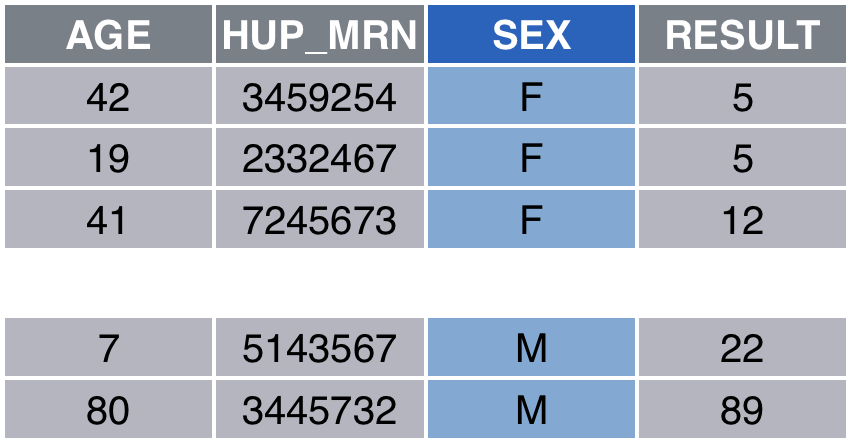 AGE HUP_MRN SEX RESULT
42 3459254 F 5
19 2332467 F 5
41 7245673 F 12
7 5143567 M 22
80 3445732 M 89